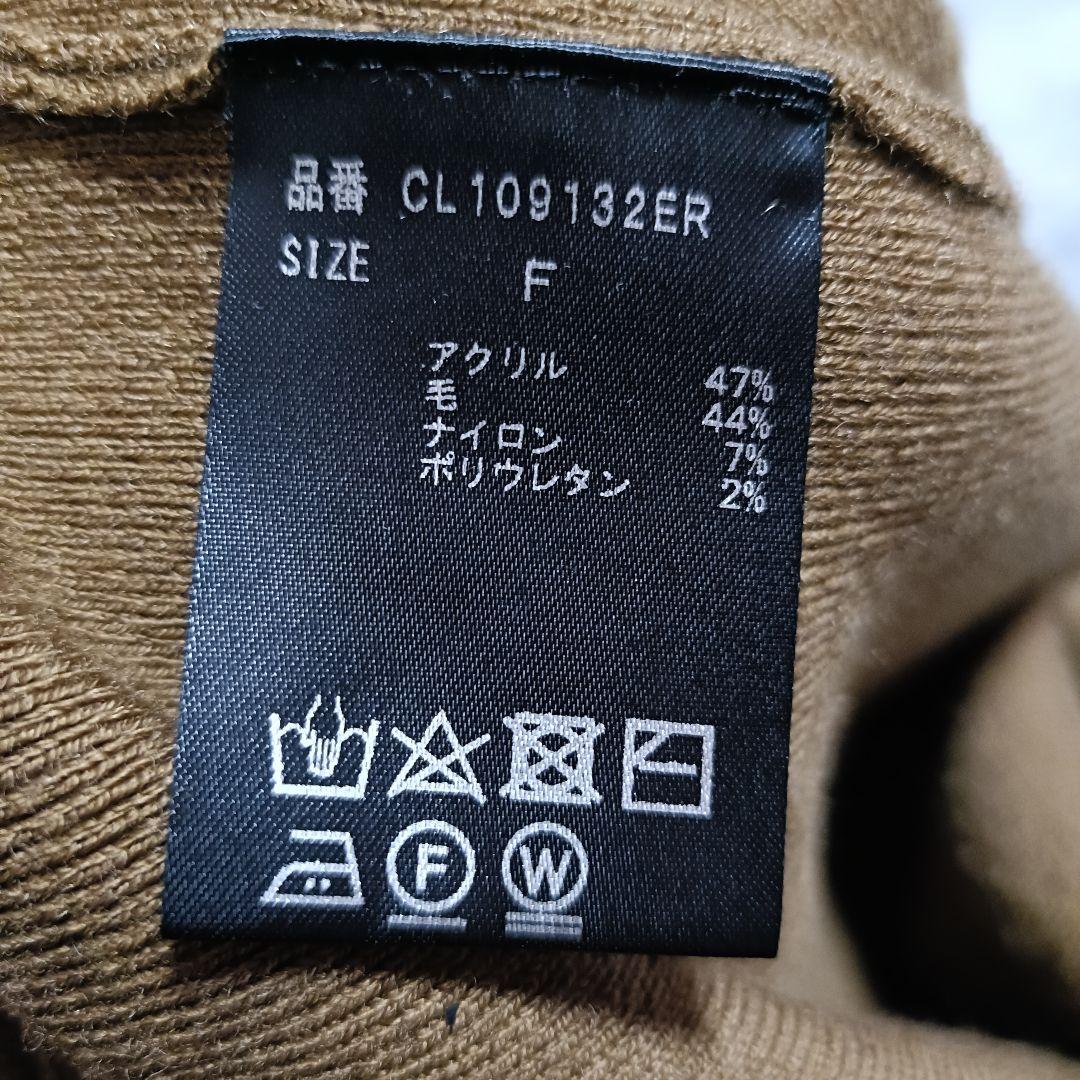 品番 CL109132ER
SIZE F
アクリル 47%
毛 44%
ナイロン 7%
ポリウレタン 2%
F W